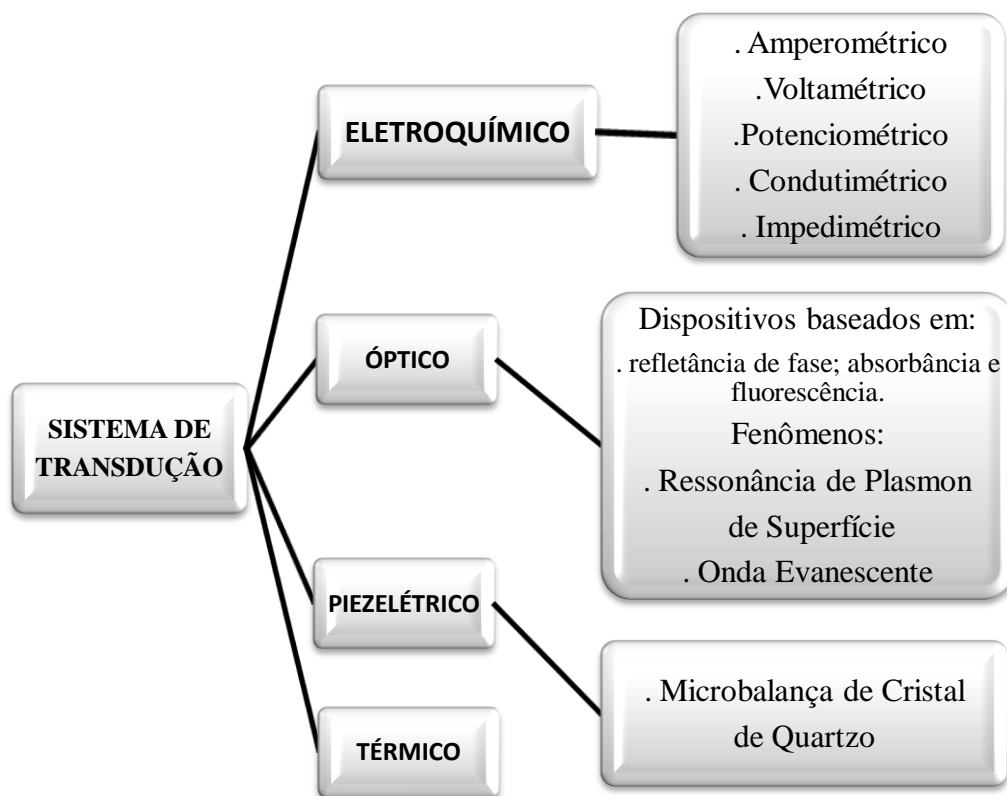 SISTEMA DE
TRANSDUÇÃO
ELETROQUÍMICO
. Amperométrico
.Voltamétrico
.Potenciométrico
. Condutimétrico
. Impedimétrico
ÓPTICO
Dispositivos baseados em:
. refletância de fase; absorbância e
fluorescência.
Fenômenos:
. Ressonância de Plasmon
de Superfície
. Onda Evanescente
PIEZELÉTRICO
. Microbalança de Cristal
de Quartzo
TÉRMICO